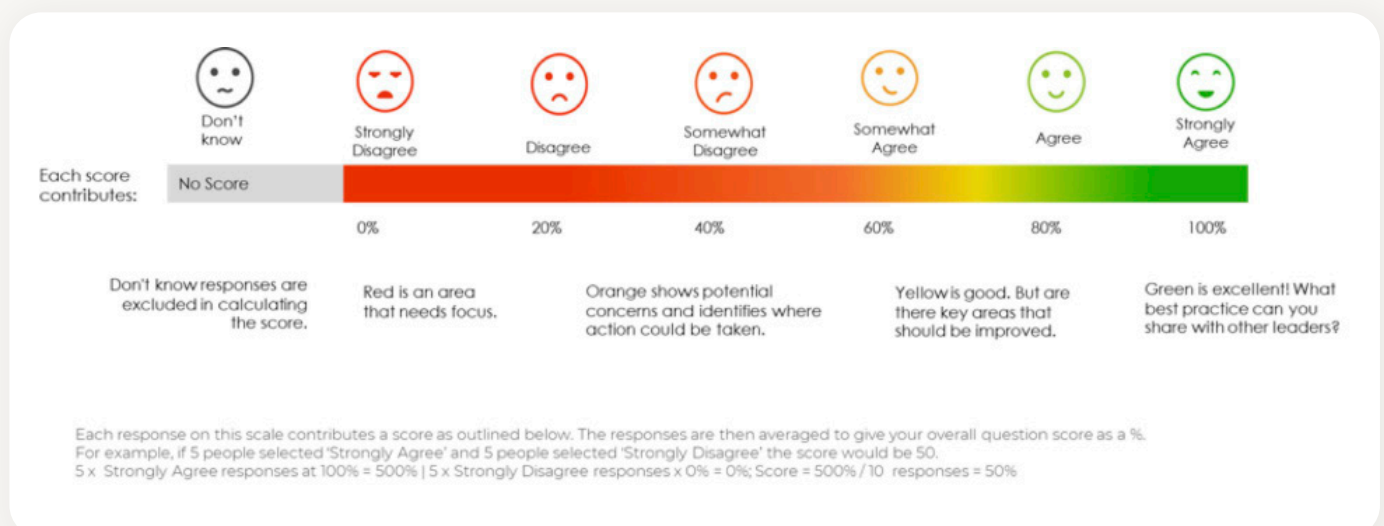 Don't
know
Strongly
Disagree
Disagree
Somewhat
Disagree
Somewhat
Agree
Agree
Strongly
Agree
Each score
contributes:
No Score
0%
20%
40%
60%
80%
100%
Don't know responses are
excluded in calculating
the score.
Red is an area
that needs focus.
Orange shows potential
concerns and identifies where
action could be taken.
Yellow is good. But are
there key areas that
should be improved.
Green is excellent! What
best practice can you
share with other leaders?
Each response on this scale contributes a score as outlined below. The responses are then averaged to give your overall question score as a %.
For example, if 5 people selected 'Strongly Agree' and 5 people selected 'Strongly Disagree' the score would be 50.
5 x Strongly Agree responses at 100% = 500% | 5 x Strongly Disagree responses x 0% = 0%; Score = 500% / 10 responses = 50%